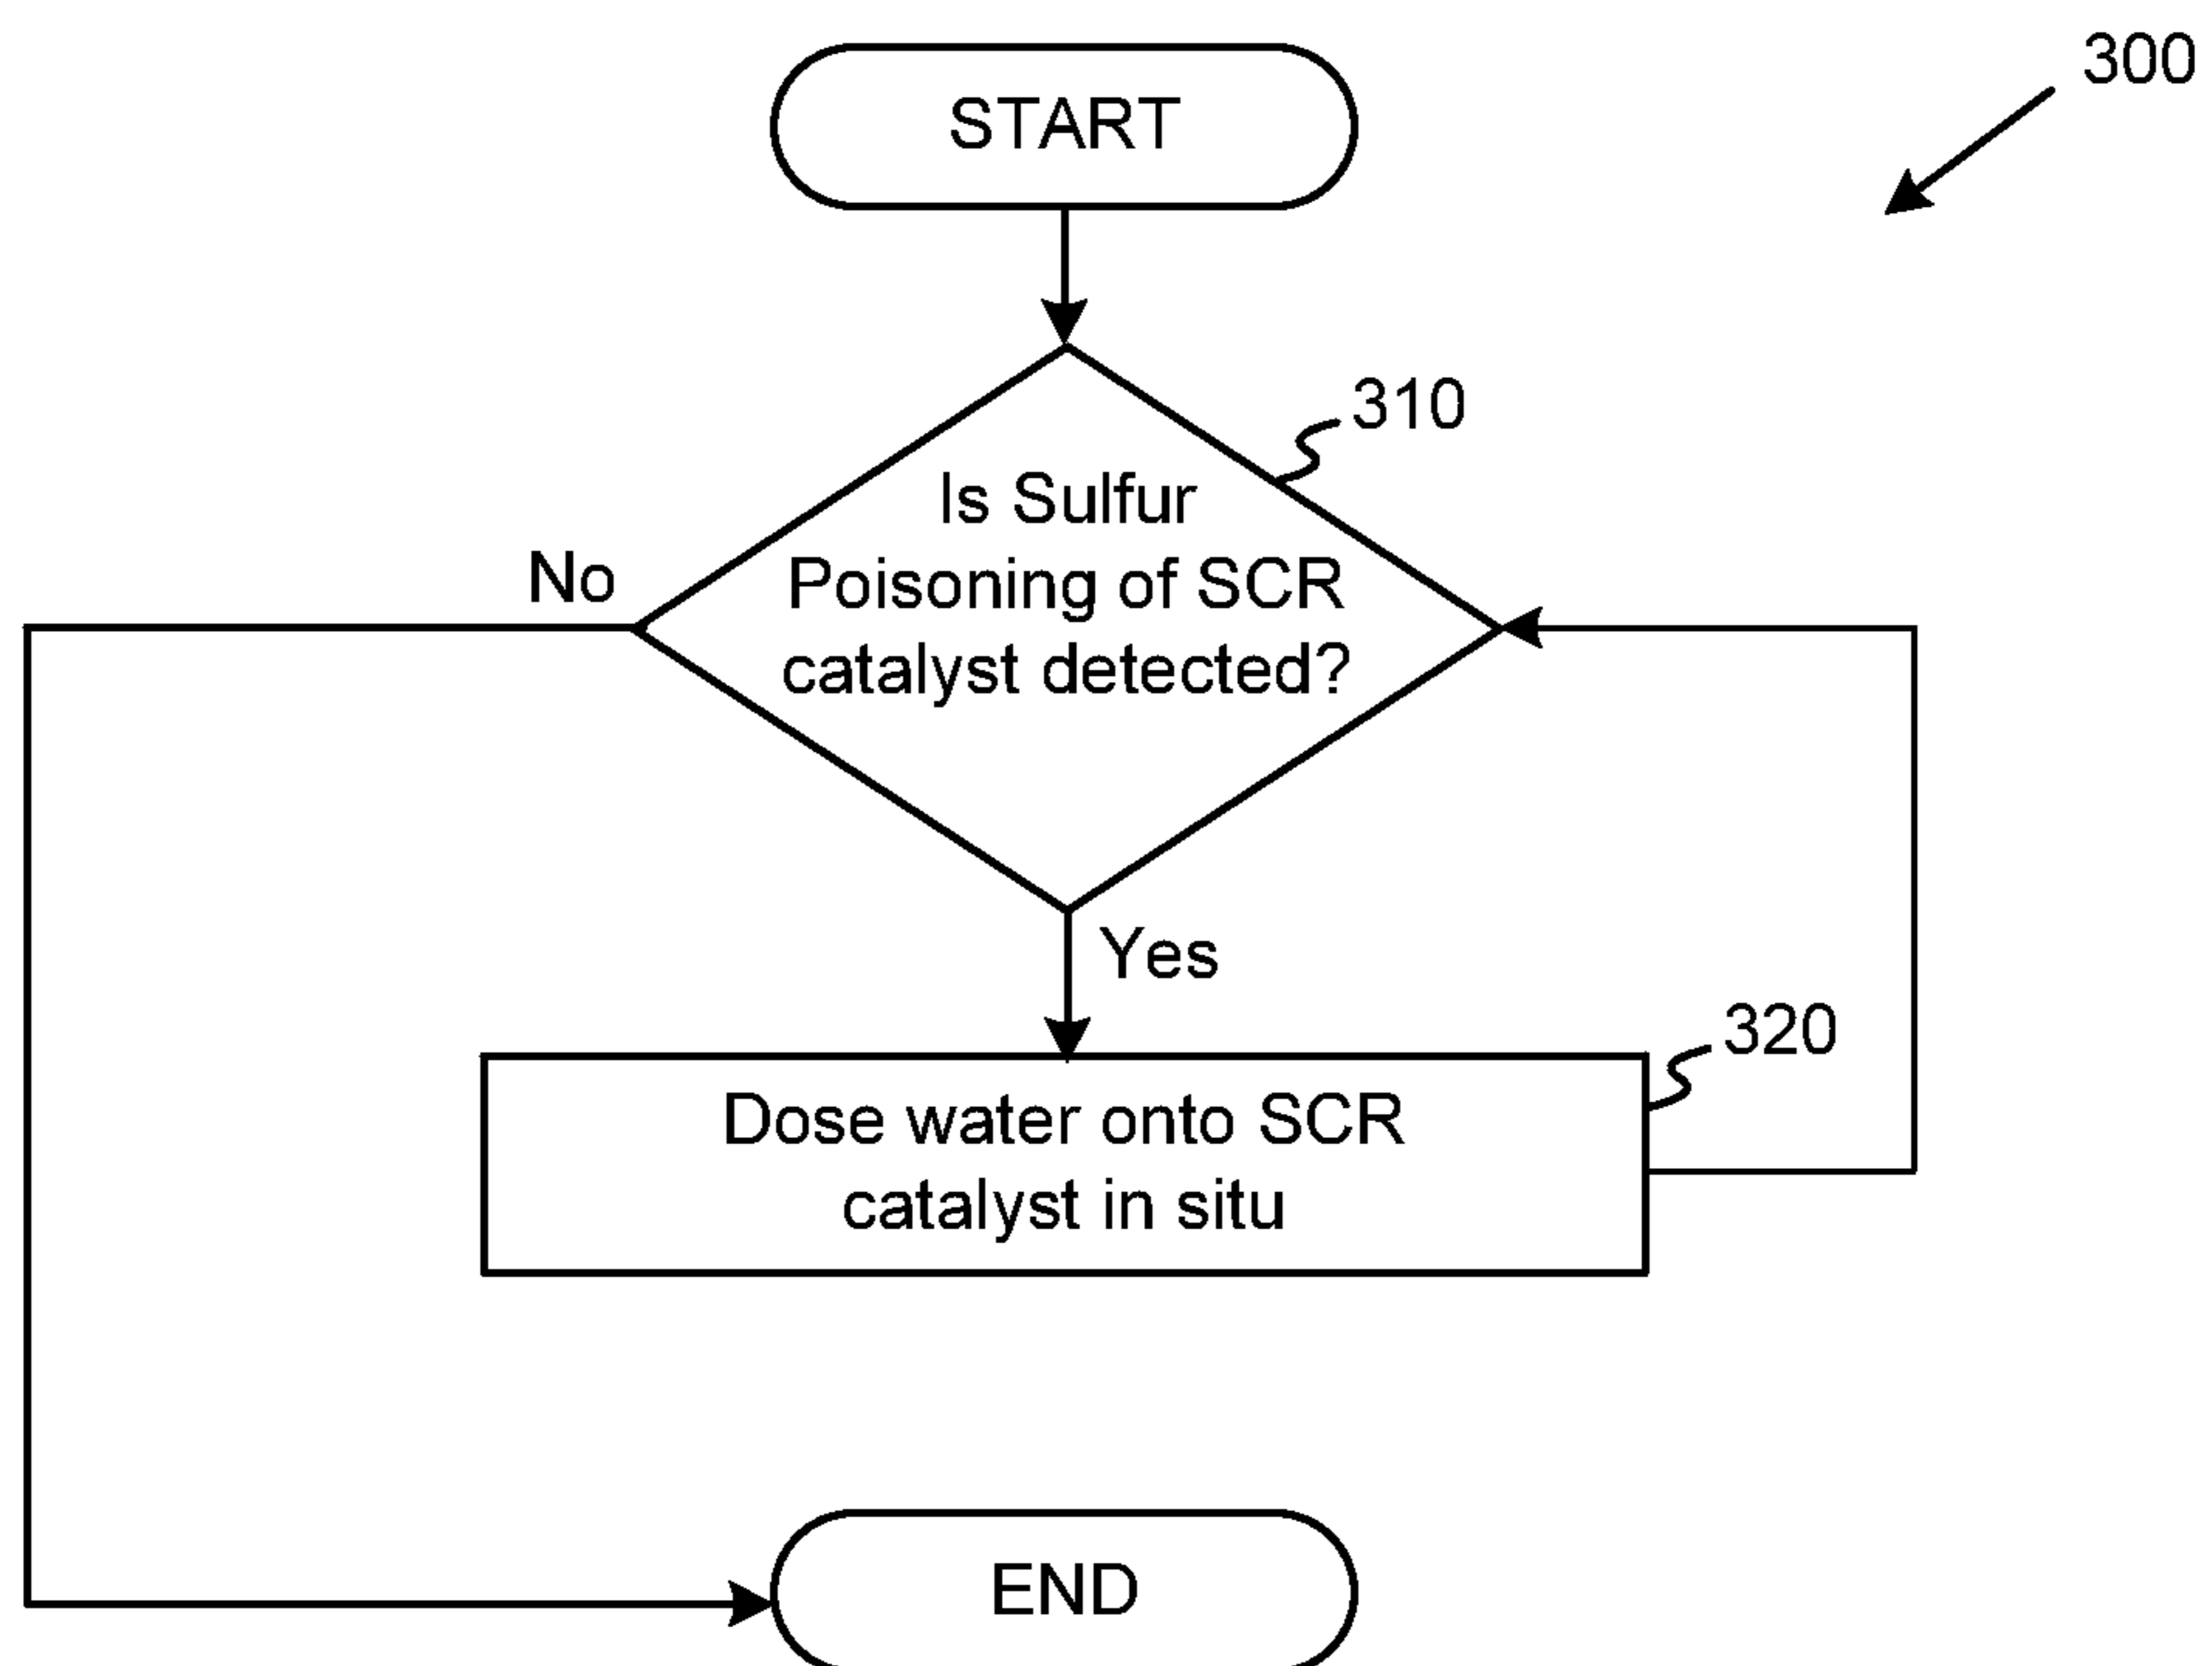 300
START
310
Is Sulfur
Poisoning of SCR
catalyst detected?
No
Yes
320
Dose water onto SCR
catalyst in situ
END